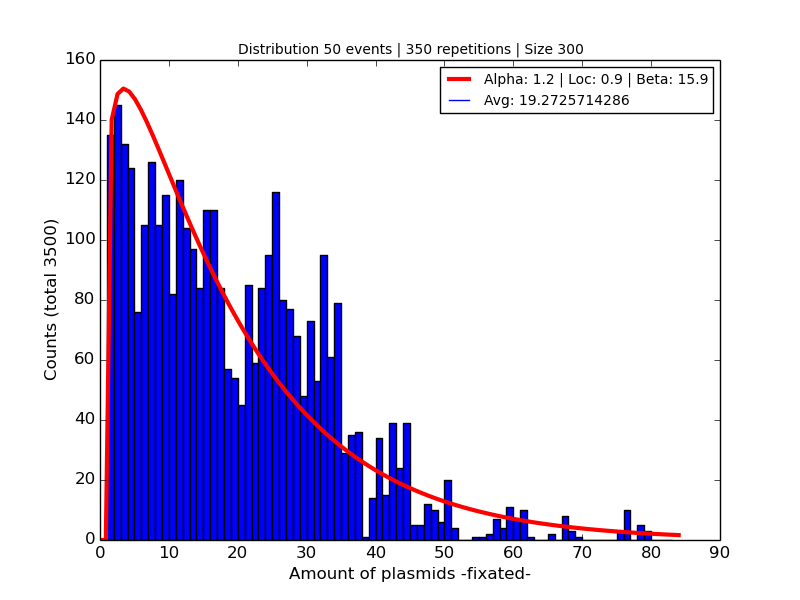 Distribution 50 events | 350 repetitions | Size 300
Alpha: 1.2 | Loc: 0.9 | Beta: 15.9
Avg: 19.2725714286
160
140
120
100
80
60
40
20
0
Counts (total 3500)
0 10 20 30 40 50 60 70 80 90
Amount of plasmids -fixated-